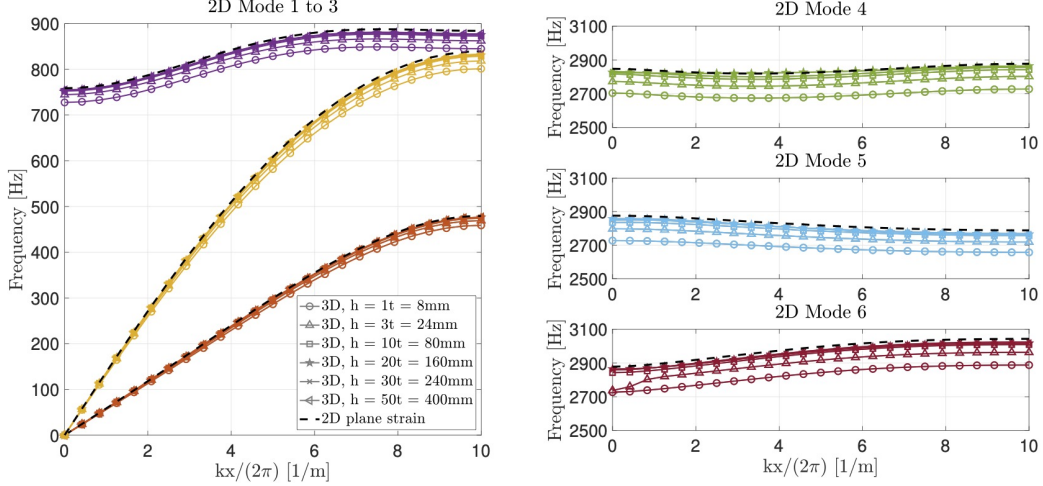 2D Mode 1 to 3
900
800
700
600
500
400
300
200
100
0
Frequency [Hz]
3D, h = 1t = 8mm
3D, h = 3t = 24mm
3D, h = 10t = 80mm
3D, h = 20t = 160mm
3D, h = 30t = 240mm
3D, h = 50t = 400mm
2D plane strain
0 2 4 6 8 10
kx/(2π) [1/m]
2D Mode 4
3100
2900
2700
2500
Frequency [Hz]
0 2 4 6 8 10
2D Mode 5
3100
2900
2700
2500
Frequency [Hz]
0 2 4 6 8 10
2D Mode 6
3100
2900
2700
2500
Frequency [Hz]
0 2 4 6 8 10
kx/(2π) [1/m]